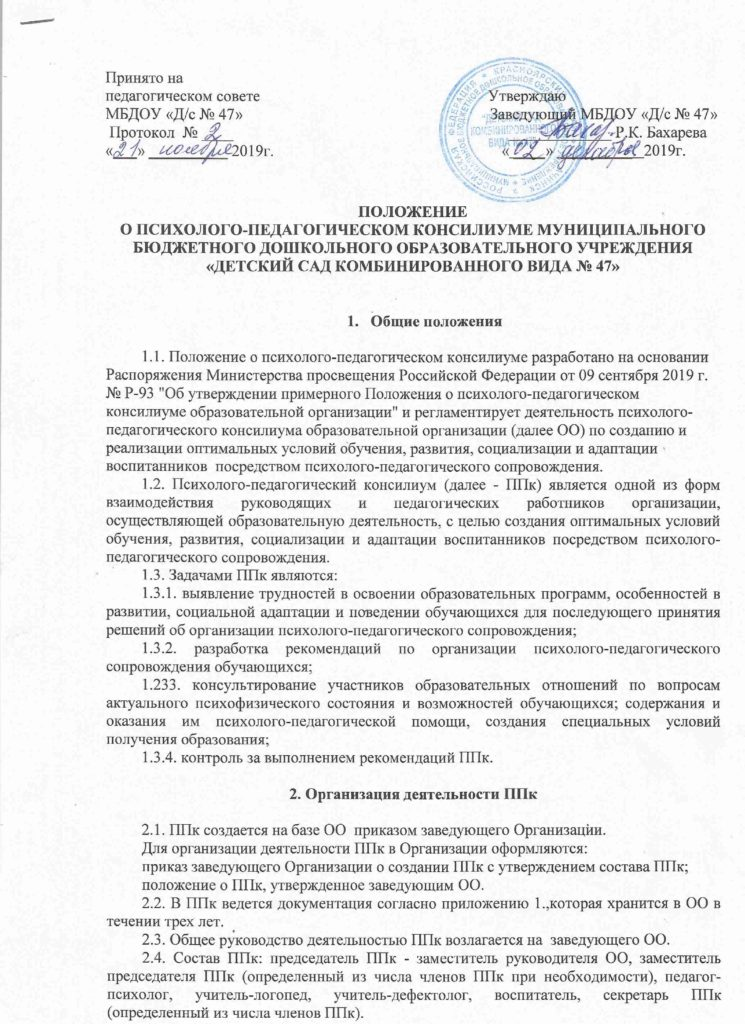 Принято на
педагогическом совете Утверждаю
МБДОУ «Д/с № 47» Заведующий МБДОУ «Д/с № 47»
Протокол № 2 Р.К. Бахарева
«21» ноября 2019г. «02» декабря 2019г.
КОМБИНИРОВАННОГО
ВИДА
ПОЛОЖЕНИЕ
О ПСИХОЛОГО-ПЕДАГОГИЧЕСКОМ КОНСИЛИУМЕ МУНИЦИПАЛЬНОГО
БЮДЖЕТНОГО ДОШКОЛЬНОГО ОБРАЗОВАТЕЛЬНОГО УЧРЕЖДЕНИЯ
«ДЕТСКИЙ САД КОМБИНИРОВАННОГО ВИДА № 47»
1. Общие положения
1.1. Положение о психолого-педагогическом консилиуме разработано на основании
Распоряжения Министерства просвещения Российской Федерации от 09 сентября 2019 г.
№ Р-93 "Об утверждении примерного Положения о психолого-педагогическом
консилиуме образовательной организации" и регламентирует деятельность психолого-
педагогического консилиума образовательной организации (далее ОО) по созданию и
реализации оптимальных условий обучения, развития, социализации и адаптации
воспитанников посредством психолого-педагогического сопровождения.
1.2. Психолого-педагогический консилиум (далее - ППк) является одной из форм
взаимодействия руководящих и педагогических работников организации,
осуществляющей образовательную деятельность, с целью создания оптимальных условий
обучения, развития, социализации и адаптации воспитанников посредством психолого-
педагогического сопровождения.
1.3. Задачами ППк являются:
1.3.1. выявление трудностей в освоении образовательных программ, особенностей в
развитии, социальной адаптации и поведении обучающихся для последующего принятия
решений об организации психолого-педагогического сопровождения;
1.3.2. разработка рекомендаций по организации психолого-педагогического
сопровождения обучающихся;
1.233. консультирование участников образовательных отношений по вопросам
актуального психофизического состояния и возможностей обучающихся; содержания и
оказания им психолого-педагогической помощи, создания специальных условий
получения образования;
1.3.4. контроль за выполнением рекомендаций ППк.
2. Организация деятельности ППк
2.1. ППк создается на базе ОО приказом заведующего Организации.
Для организации деятельности ППк в Организации оформляются:
приказ заведующего Организации о создании ППк с утверждением состава ППк;
положение о ППк, утвержденное заведующим ОО.
2.2. В ППк ведется документация согласно приложению 1.,которая хранится в ОО в
течении трех лет.
2.3. Общее руководство деятельностью ППк возлагается на заведующего ОО.
2.4. Состав ППк: председатель ППк - заместитель руководителя ОО, заместитель
председателя ППк (определенный из числа членов ППк при необходимости), педагог-
психолог, учитель-логопед, учитель-дефектолог, воспитатель, секретарь ППк
(определенный из числа членов ППк).